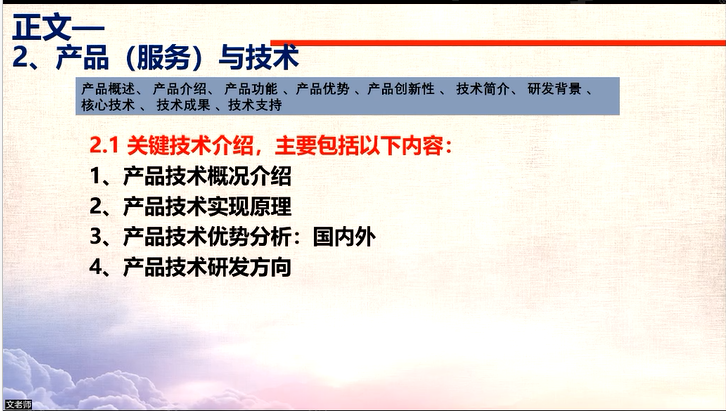 正文—
2、产品（服务）与技术
产品概述、 产品介绍、 产品功能 、产品优势 、产品创新性 、 技术简介、 研发背景 、
核心技术 、 技术成果 、技术支持
2.1 关键技术介绍，主要包括以下内容：
1、产品技术概况介绍
2、产品技术实现原理
3、产品技术优势分析：国内外
4、产品技术研发方向
文老师